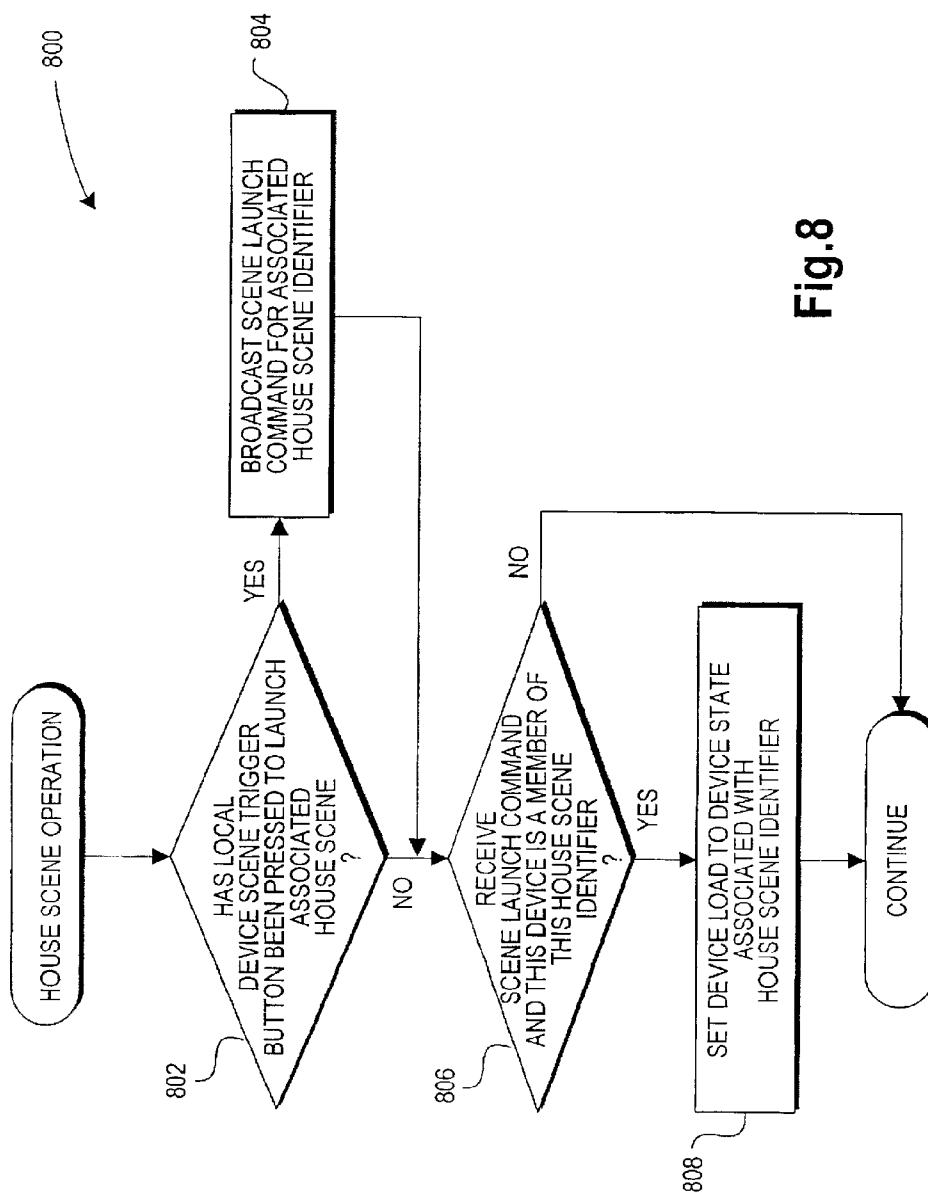 800
HOUSE SCENE OPERATION
HAS LOCAL
DEVICE SCENE TRIGGER
BUTTON BEEN PRESSED TO LAUNCH
ASSOCIATED
HOUSE SCENE
?
802
YES
NO
BROADCAST SCENE LAUNCH
COMMAND FOR ASSOCIATED
HOUSE SCENE IDENTIFIER
804
RECEIVE
SCENE LAUNCH COMMAND
AND THIS DEVICE IS A MEMBER OF
THIS HOUSE SCENE
IDENTIFIER
?
806
NO
YES
SET DEVICE LOAD TO DEVICE STATE
ASSOCIATED WITH
HOUSE SCENE IDENTIFIER
808
CONTINUE
Fig.8